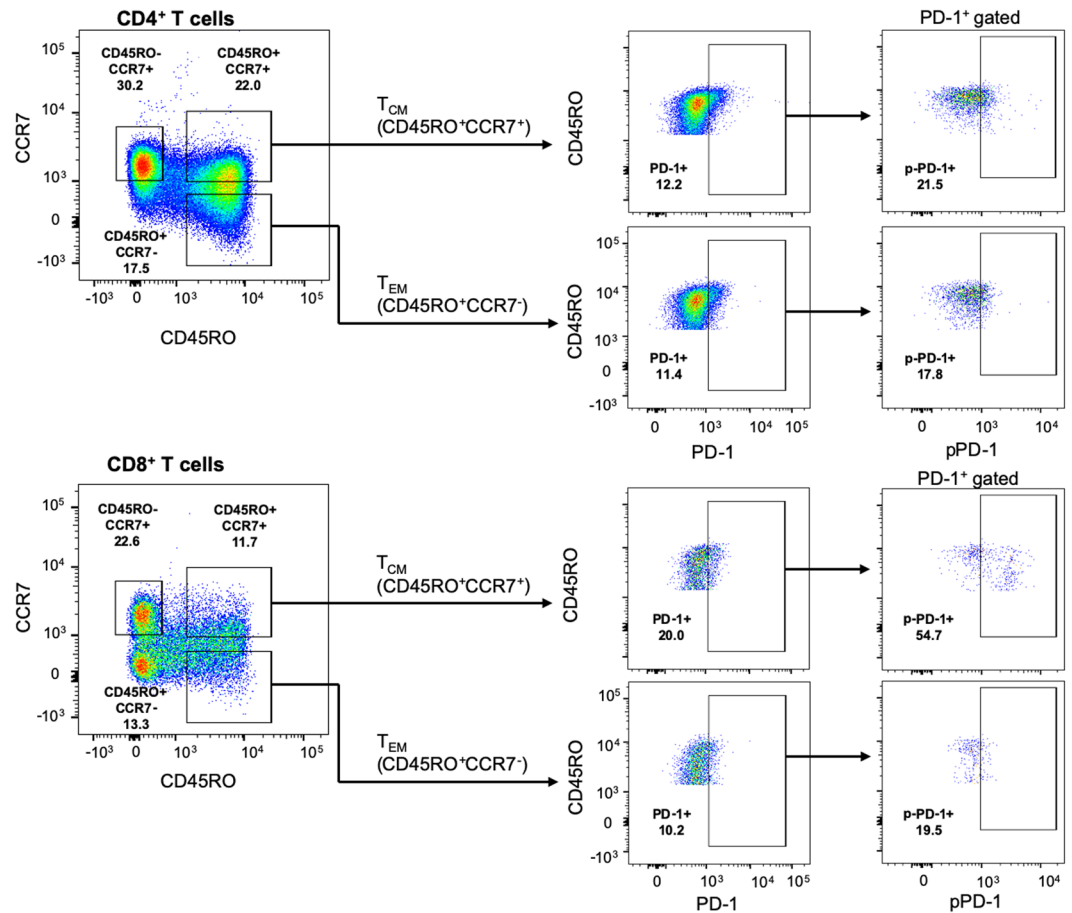 CD4⁺ T cells
CD45RO-
CCR7+
30.2
CD45RO+
CCR7+
22.0
CD45RO+
CCR7-
17.5
10⁵
10⁴
10³
0
-10³
CCR7
-10³ 0 10³ 10⁴ 10⁵
CD45RO
T_CM
(CD45RO⁺CCR7⁺)
T_EM
(CD45RO⁺CCR7⁻)
CD45RO
PD-1+
12.2
PD-1⁺ gated
p-PD-1+
21.5
CD45RO
10⁵
10⁴
10³
0
-10³
PD-1+
11.4
0 10³ 10⁴ 10⁵
PD-1
p-PD-1+
17.8
0 10³ 10⁴
pPD-1
CD8⁺ T cells
CD45RO-
CCR7+
22.6
CD45RO+
CCR7+
11.7
CD45RO+
CCR7-
13.3
10⁵
10⁴
10³
0
-10³
CCR7
-10³ 0 10³ 10⁴ 10⁵
CD45RO
T_CM
(CD45RO⁺CCR7⁺)
T_EM
(CD45RO⁺CCR7⁻)
CD45RO
PD-1+
20.0
PD-1⁺ gated
p-PD-1+
54.7
CD45RO
10⁵
10⁴
10³
0
-10³
PD-1+
10.2
0 10³ 10⁴ 10⁵
PD-1
p-PD-1+
19.5
0 10³ 10⁴
pPD-1